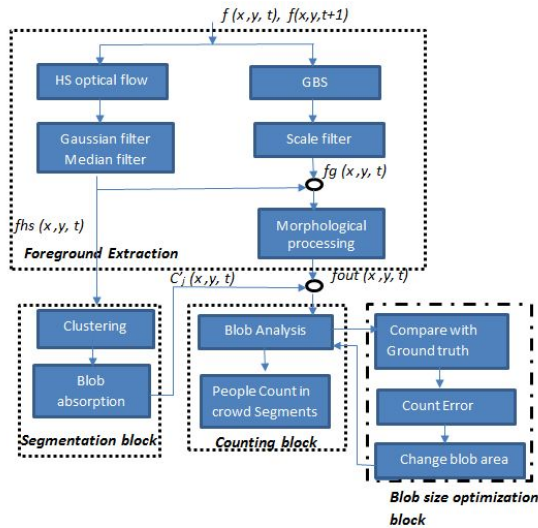 f (x ,y, t),  f(x,y,t+1)
HS optical flow
GBS
Gaussian filter
Median filter
Scale filter
fg (x ,y, t)
fhs (x ,y, t)
Morphological
processing
Foreground Extraction
C'j (x ,y, t)
fout (x ,y, t)
Clustering
Blob
absorption
Segmentation block
Blob Analysis
People Count in
crowd Segments
Counting block
Compare with
Ground truth
Count Error
Change blob area
Blob size optimization
block